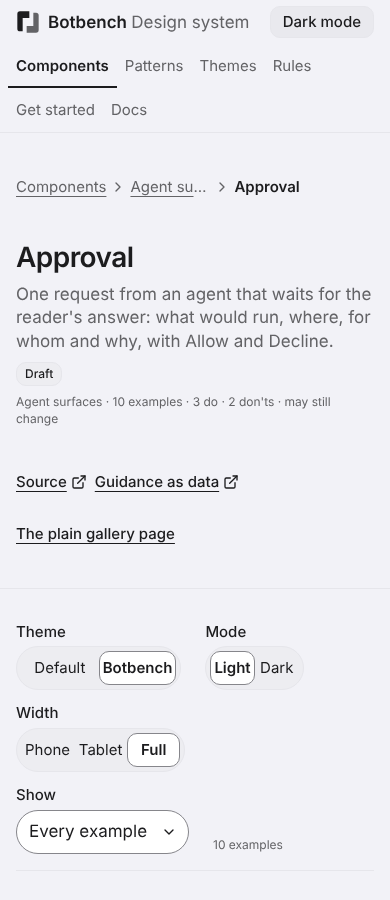 Botbench Design system
Dark mode
Components Patterns Themes Rules
Get started Docs
Components > Agent su... > Approval
Approval
One request from an agent that waits for the
reader's answer: what would run, where, for
whom and why, with Allow and Decline.
Draft
Agent surfaces · 10 examples · 3 do · 2 don'ts · may still
change
Source Guidance as data
The plain gallery page
Theme Mode
Default Botbench Light Dark
Width
Phone Tablet Full
Show
Every example
10 examples